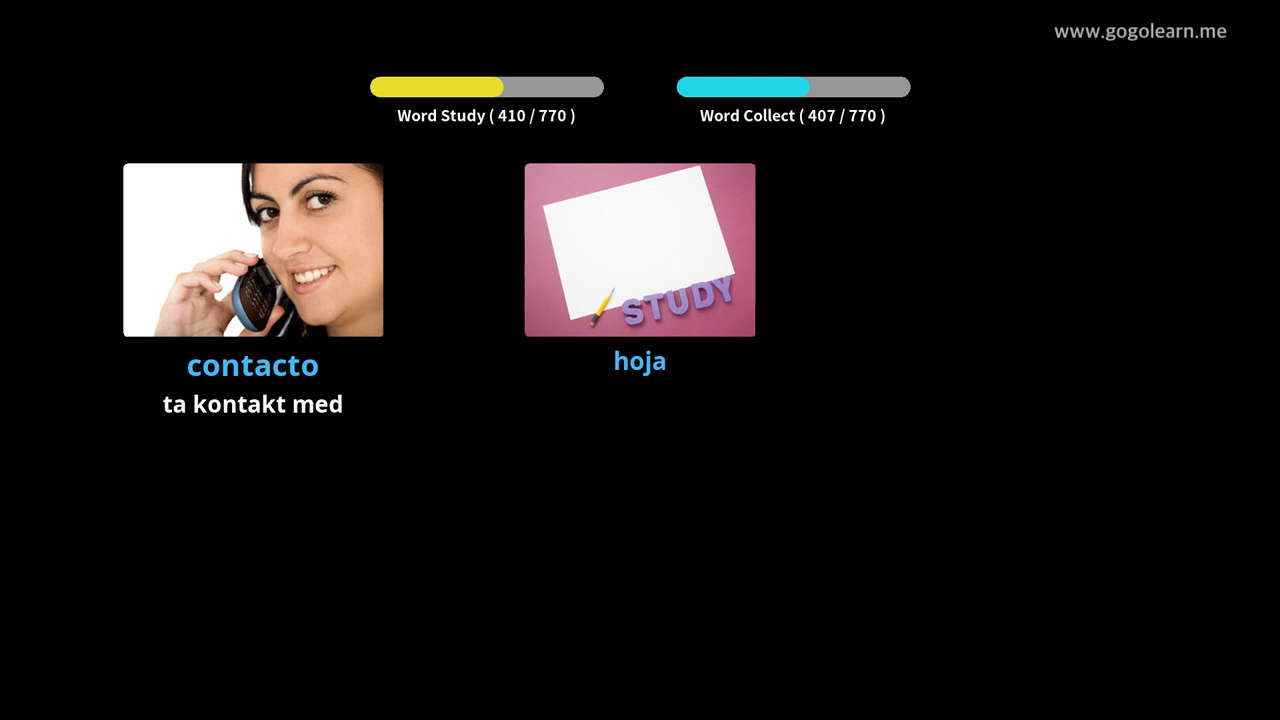 www.gogolearn.me
Word Study ( 410 / 770 )
Word Collect ( 407 / 770 )
STUDY
contacto
ta kontakt med
hoja